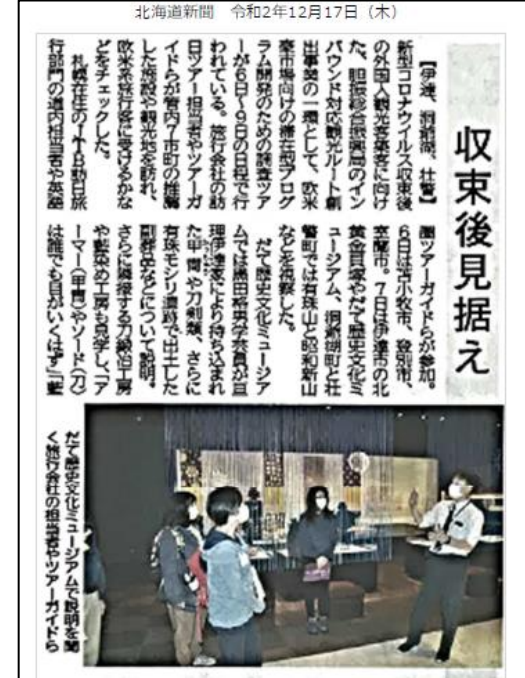 北海道新聞　令和2年12月17日（木）
収束後見据え
【伊達、洞爺湖、壮瞥】
新型コロナウイルス収束後
の外国人観光客集客に向け
た、胆振総合振興局のイン
バウンド対応観光ルート創
出事業の一環として、欧米
豪市場向けの滞在型プログ
ラム開発のための調査ツア
ーが6日〜9日の日程で行
われている。旅行会社の訪
日ツアー担当者やツアーガ
イドらが管内7市町の推薦
した施設や観光地を訪れ、
欧米系旅行客に受けるかな
どをチェックした。
札幌在住のJTB訪日旅
行部門の道内担当者や英語
圏ツアーガイドらが参加。
6日は苫小牧市、登別市、
室蘭市。7日は伊達市の北
黄金貝塚やだて歴史文化ミ
ュージアム、洞爺湖町と壮
瞥町では有珠山と昭和新山
などを視察した。
だて歴史文化ミュージア
ムでは黒田格男学芸員が亘
理伊達家により持ち込まれ
た甲冑や刀剣類、さらに
有珠モシリ遺跡で出土した
副葬品などについて説明。
さらに隣接する刀鍛冶工房
や藍染め工房も見学し、「ア
ーマー（甲冑）やソード（刀）
は誰でも目がいくはず」「藍
だて歴史文化ミュージアムで説明を聞
く旅行会社の担当者やツアーガイドら